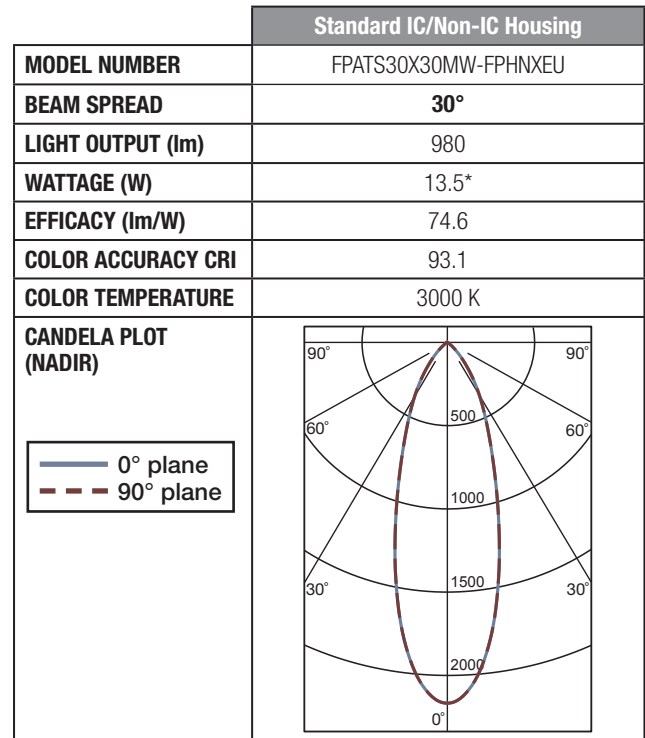 Standard IC/Non-IC Housing
MODEL NUMBER FPATS30X30MW-FPHNXEU
BEAM SPREAD 30°
LIGHT OUTPUT (lm) 980
WATTAGE (W) 13.5*
EFFICACY (lm/W) 74.6
COLOR ACCURACY CRI 93.1
COLOR TEMPERATURE 3000 K
CANDELA PLOT
(NADIR)
0° plane
90° plane
90° 90°
500
60° 60°
1000
1500
30° 30°
2000
0°